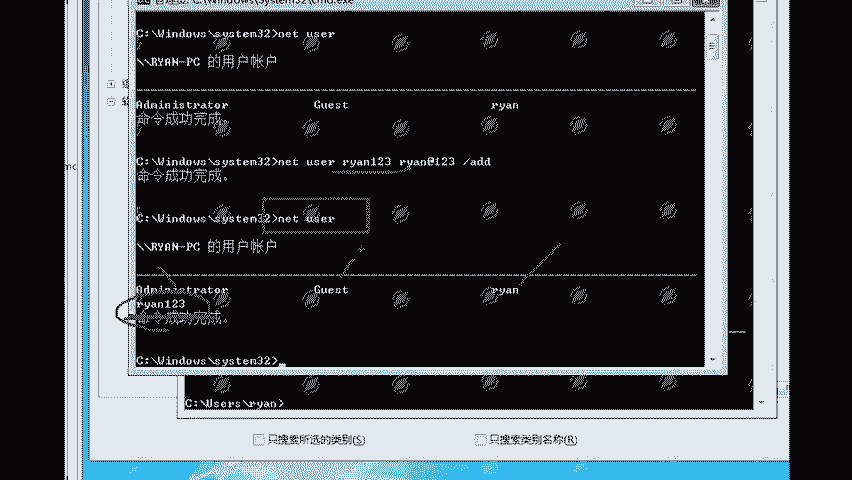 管理员: C:\Windows\System32\cmd.exe
C:\Windows\system32>net user
\\RYAN-PC 的用户帐户
Administrator Guest ryan
命令成功完成。
C:\Windows\system32>net user ryan123 ryan@123 /add
命令成功完成。
C:\Windows\system32>net user
\\RYAN-PC 的用户帐户
Administrator Guest ryan
ryan123
命令成功完成。
C:\Windows\system32>
C:\Users\ryan>
只搜索所选的类别(S) 只搜索类别名称(R)